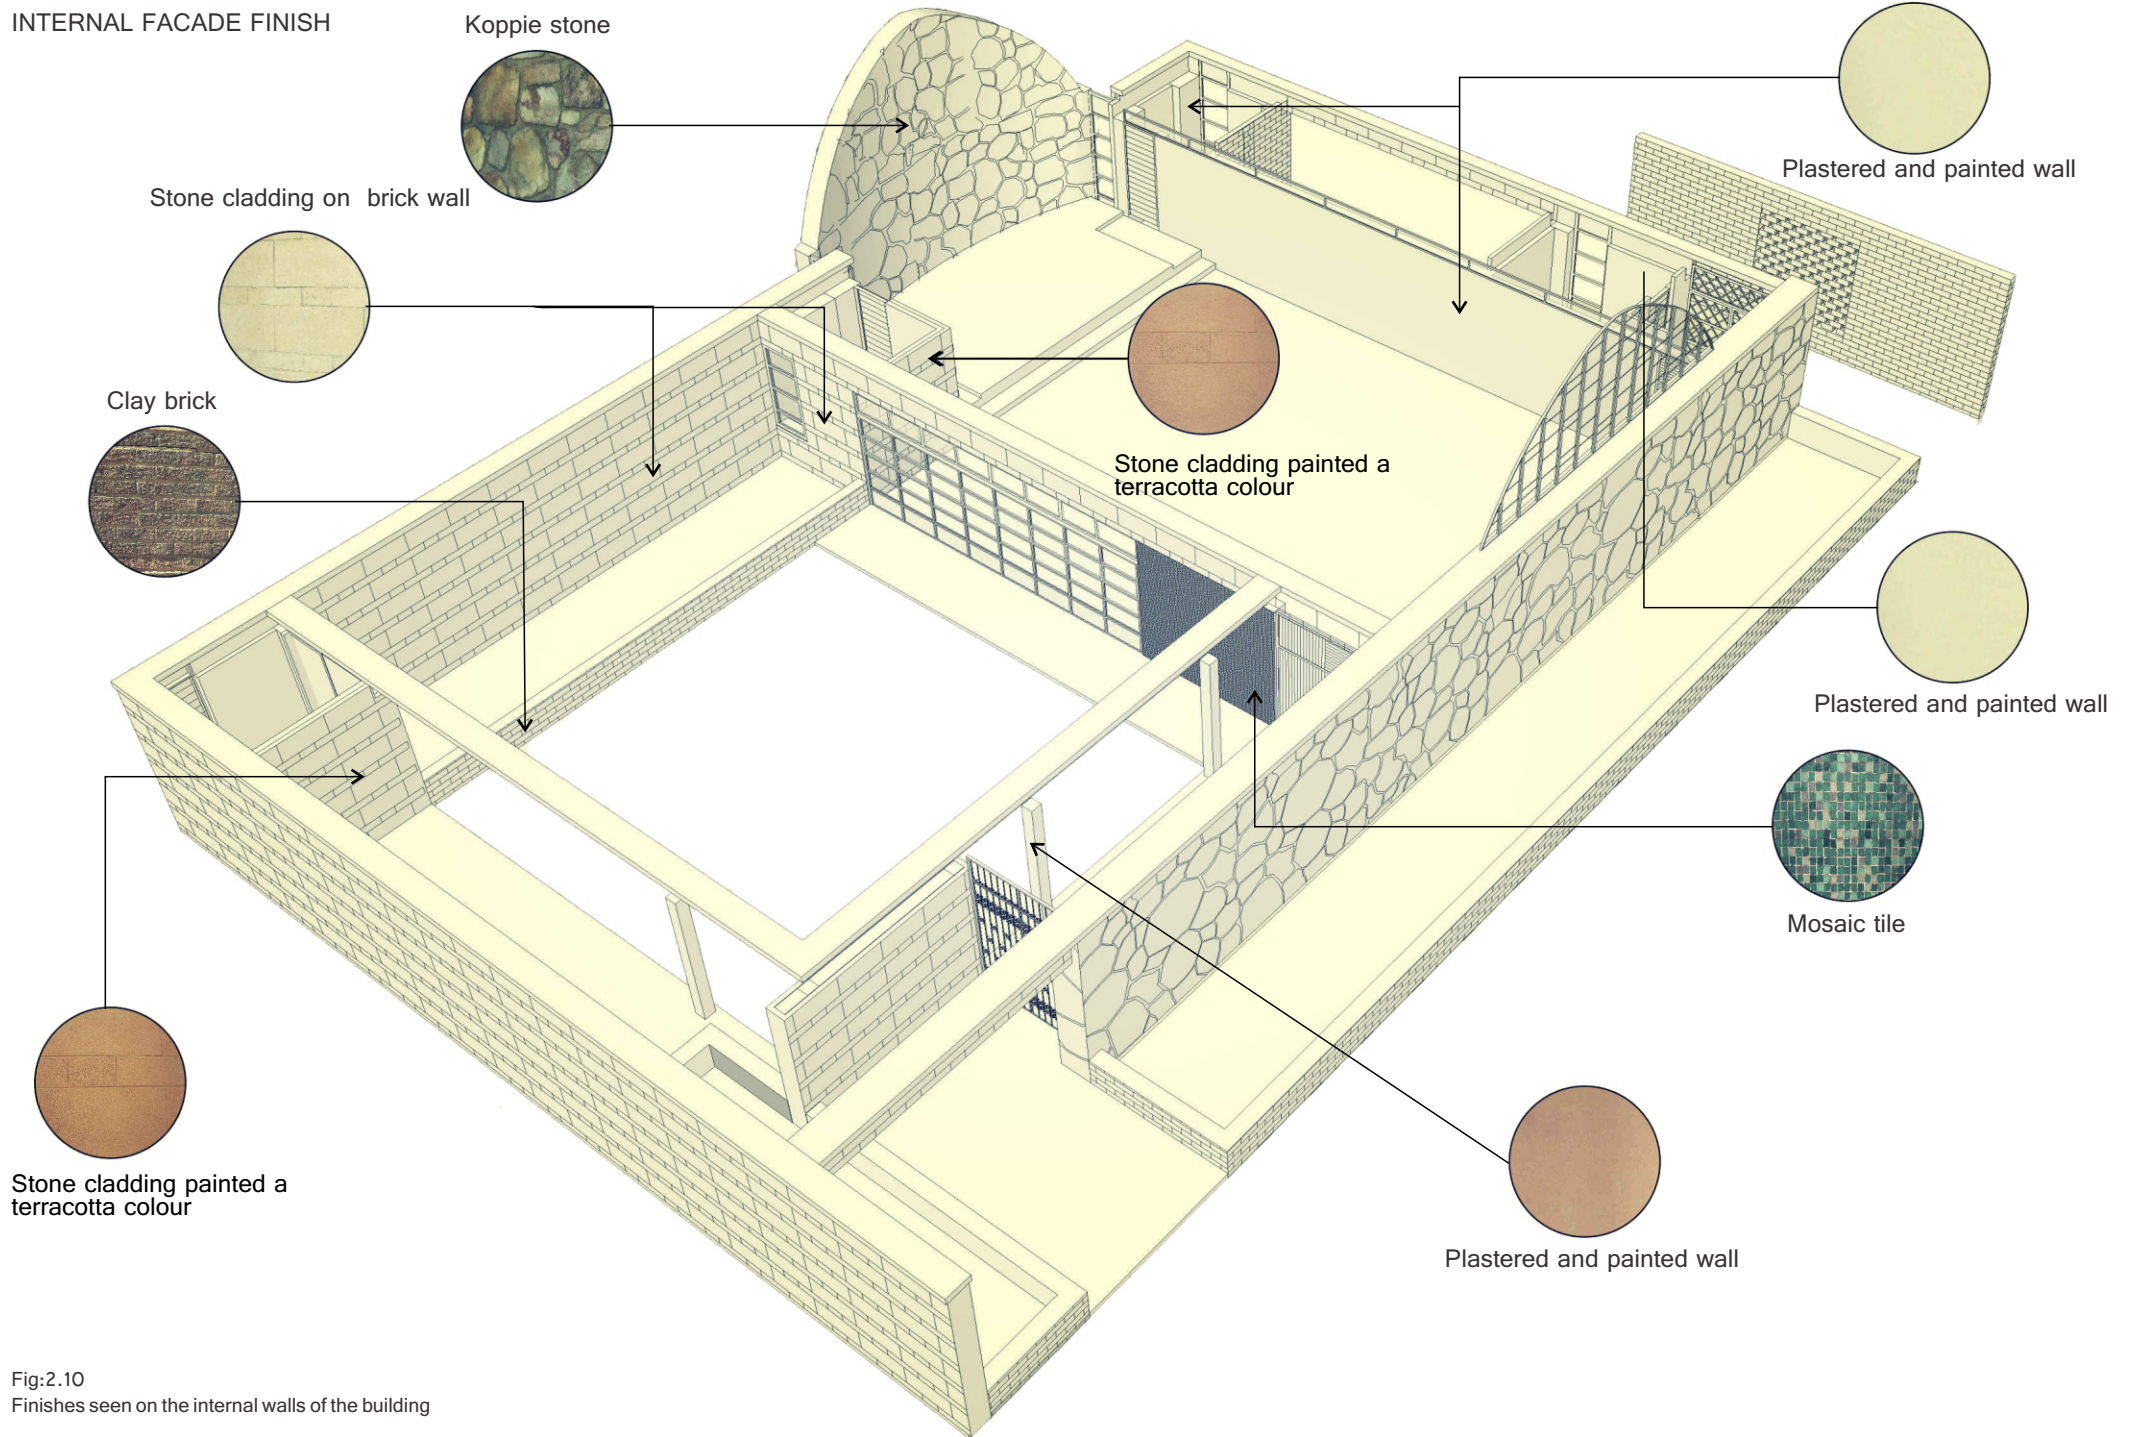 INTERNAL FACADE FINISH
Koppie stone
Plastered and painted wall
Stone cladding on brick wall
Clay brick
Stone cladding painted a
terracotta colour
Plastered and painted wall
Mosaic tile
Stone cladding painted a
terracotta colour
Plastered and painted wall
Fig:2.10
Finishes seen on the internal walls of the building